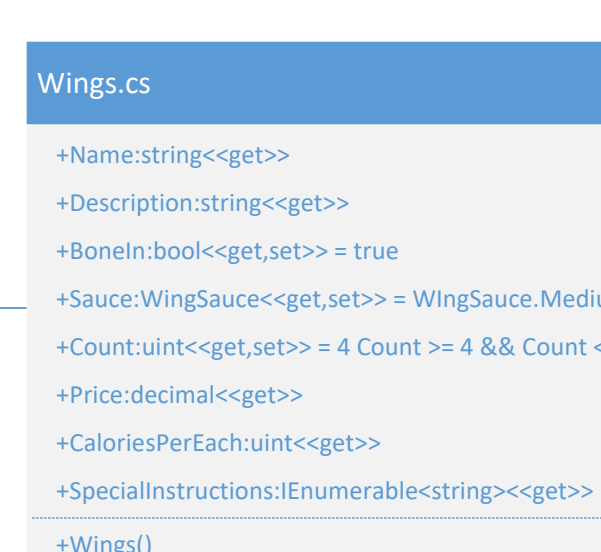 Wings.cs
+Name:string<<get>>
+Description:string<<get>>
+BoneIn:bool<<get,set>> = true
+Sauce:WingSauce<<get,set>> = WIngSauce.Mediu
+Count:uint<<get,set>> = 4 Count >= 4 && Count <
+Price:decimal<<get>>
+CaloriesPerEach:uint<<get>>
+SpecialInstructions:IEnumerable<string><<get>>
+Wings()